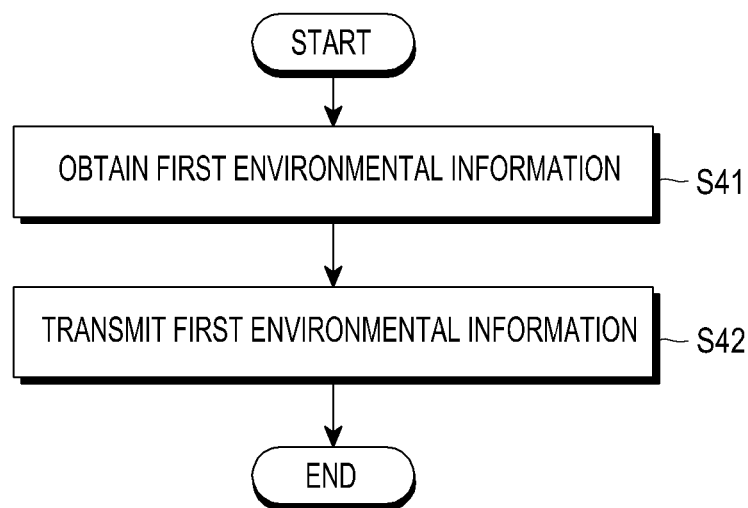 START
OBTAIN FIRST ENVIRONMENTAL INFORMATION
S41
TRANSMIT FIRST ENVIRONMENTAL INFORMATION
S42
END